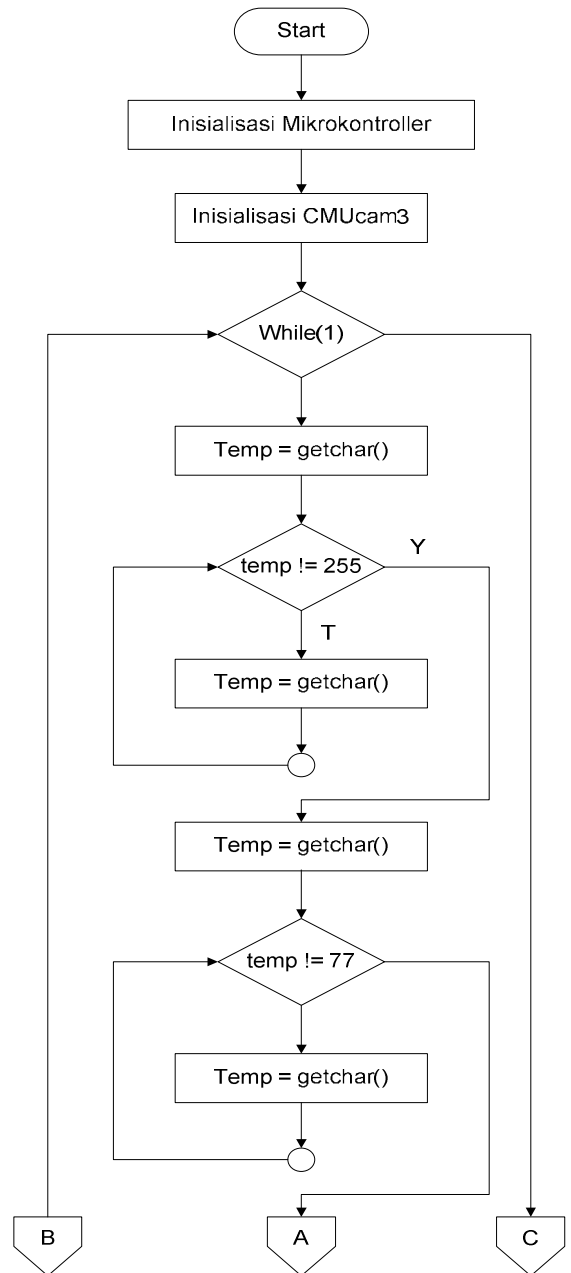 Start
Inisialisasi Mikrokontroller
Inisialisasi CMUcam3
While(1)
Temp = getchar()
temp != 255
Y
T
Temp = getchar()
Temp = getchar()
temp != 77
Temp = getchar()
B
A
C